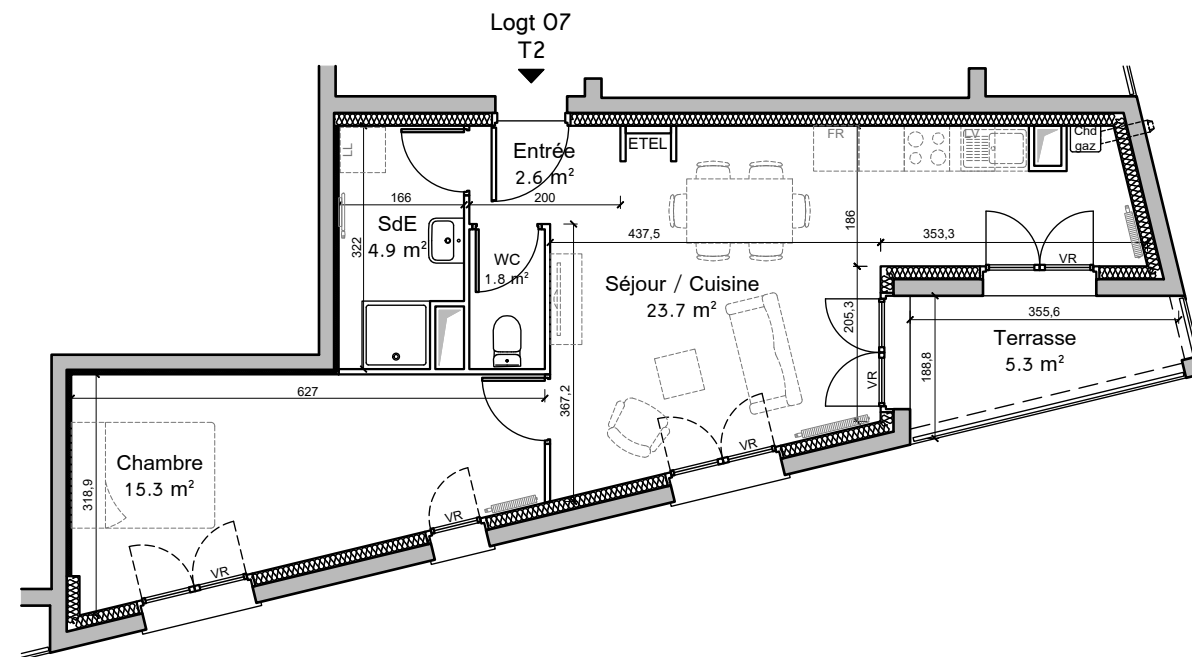 Logt 07
T2
Entrée
2.6 m²
ETEL
FR
LV
Chd
gaz
LL
166
200
SdE
4.9 m²
322
WC
1.8 m²
437,5
186
353,3
VR
Séjour / Cuisine
23.7 m²
205,3
VR
355,6
Terrasse
5.3 m²
188,8
627
367,2
Chambre
15.3 m²
318,9
VR
VR
VR